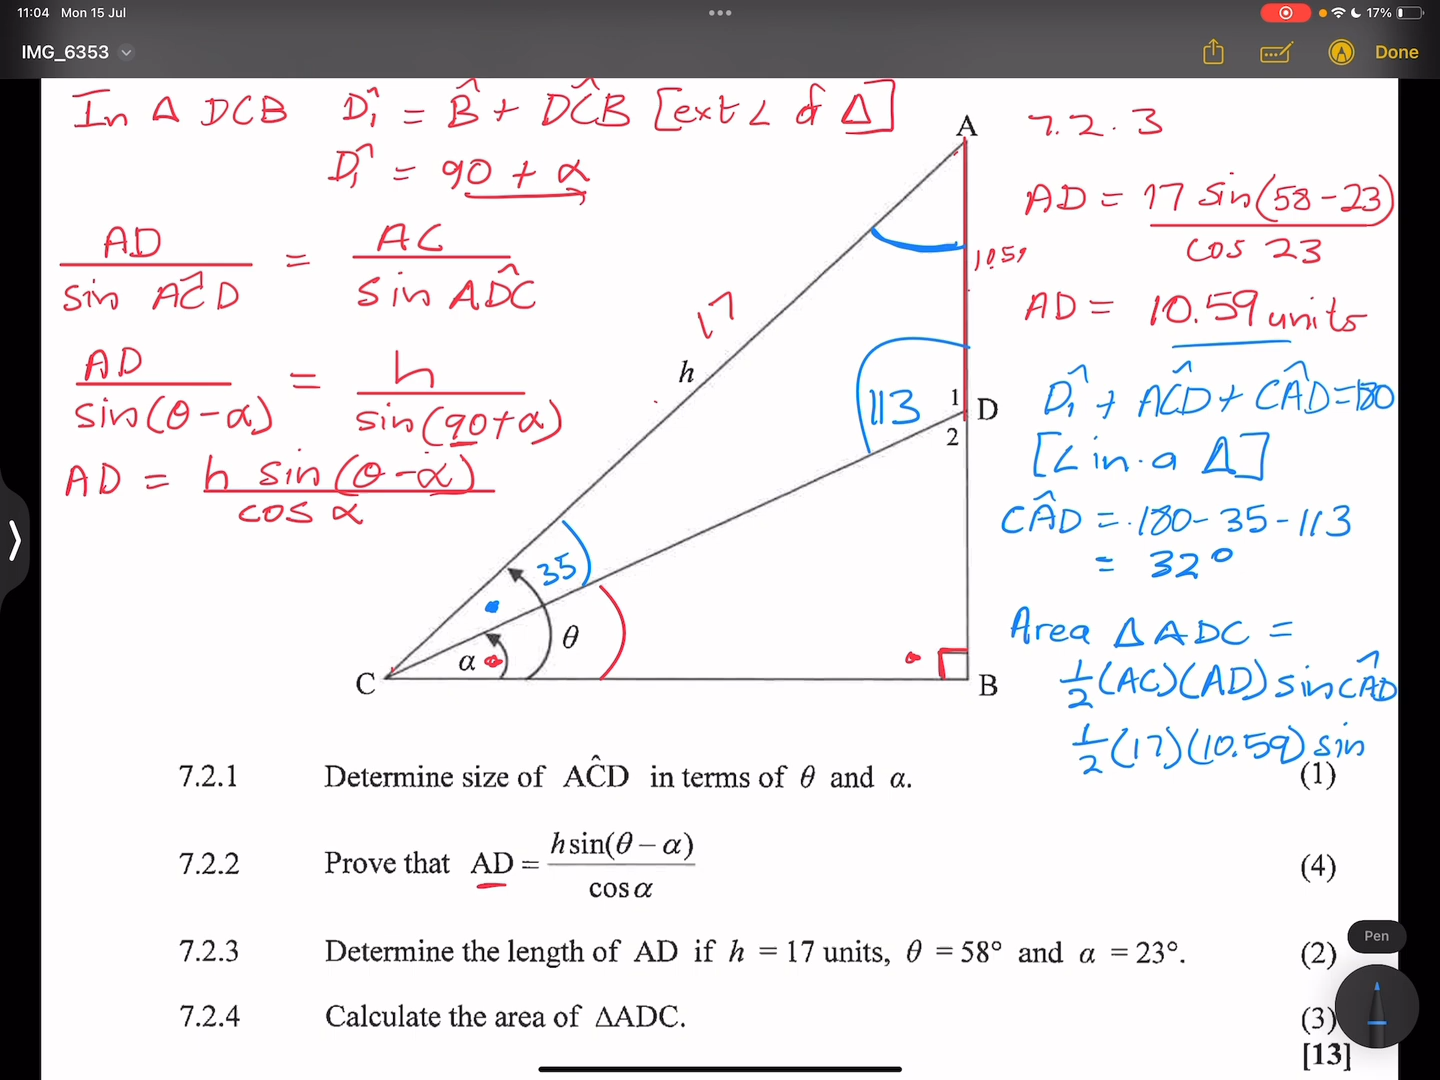 11:04 Mon 15 Jul
17%
IMG_6353
Done
In Δ DCB D̂₁ = B̂ + DĈB [ext ∠ of Δ]
D̂₁ = 90 + α
AD / sin AĈD = AC / sin AD̂C
AD / sin(θ-α) = h / sin(90+α)
AD = h sin(θ-α) / cos α
7.2.3
AD = 17 sin(58-23) / cos 23
AD = 10.59 units
D̂₁ + AĈD + CÂD = 180
[∠ in a Δ]
CÂD = 180-35-113
= 32°
Area ΔADC =
½(AC)(AD) sin CÂD
½(17)(10.59) sin
A
17
h
113
1
D
2
35
θ
α
C
B
7.2.1 Determine size of AĈD in terms of θ and α. (1)
7.2.2 Prove that AD = h sin(θ − α) / cos α (4)
7.2.3 Determine the length of AD if h = 17 units, θ = 58° and α = 23°. (2)
7.2.4 Calculate the area of ΔADC. (3)
[13]
Pen